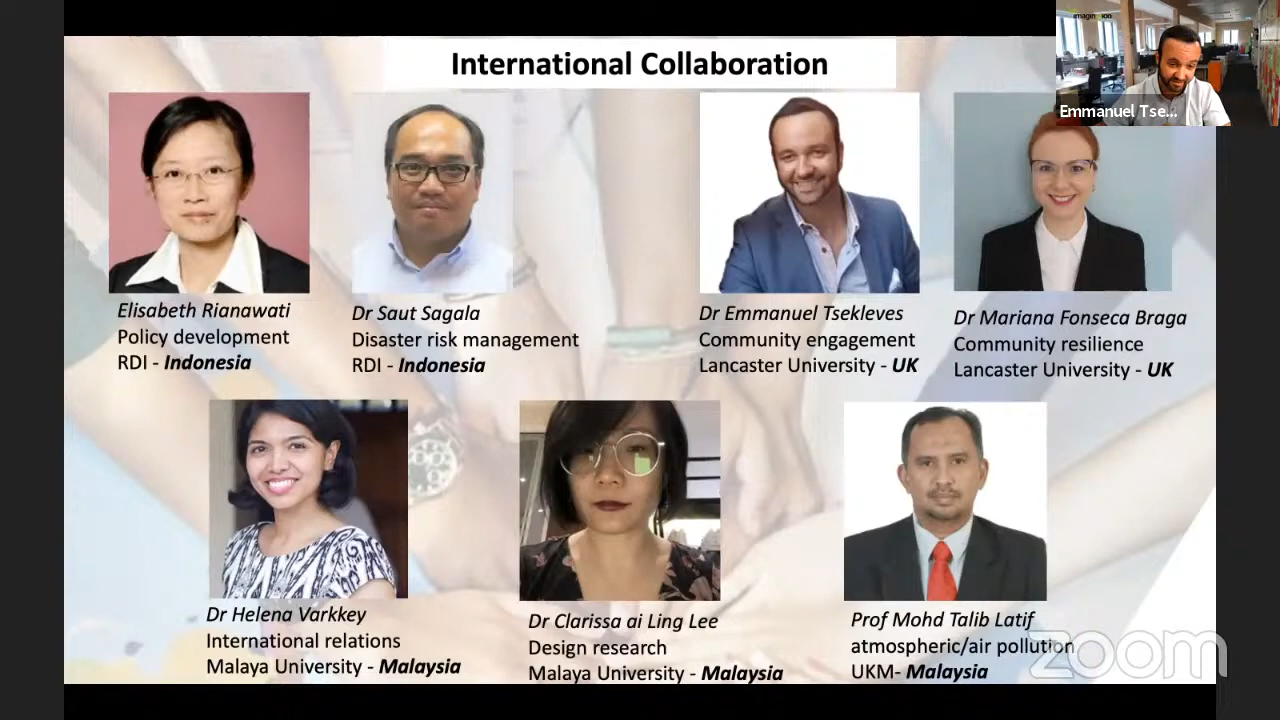 International Collaboration
imagination
Emmanuel Tse...
Elisabeth Rianawati
Policy development
RDI - Indonesia
Dr Saut Sagala
Disaster risk management
RDI - Indonesia
Dr Emmanuel Tsekleves
Community engagement
Lancaster University - UK
Dr Mariana Fonseca Braga
Community resilience
Lancaster University - UK
Dr Helena Varkkey
International relations
Malaya University - Malaysia
Dr Clarissa ai Ling Lee
Design research
Malaya University - Malaysia
Prof Mohd Talib Latif
atmospheric/air pollution
UKM- Malaysia
zoom